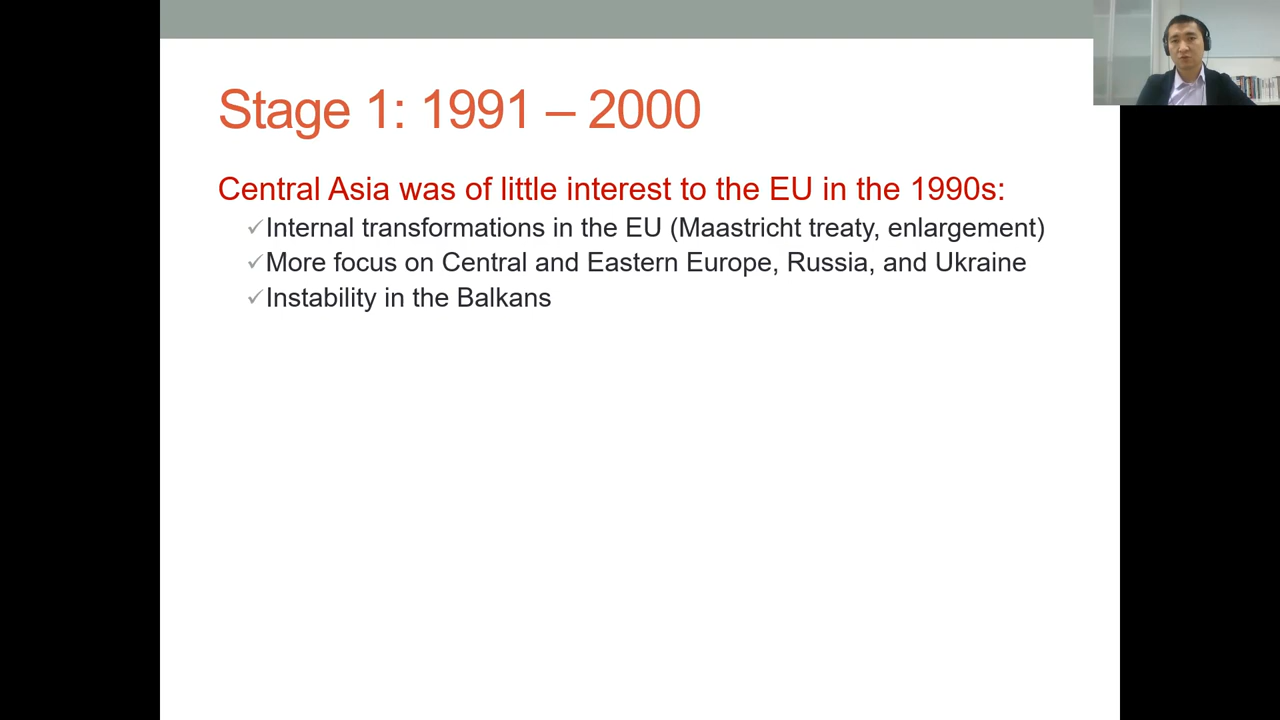 Stage 1: 1991 – 2000
Central Asia was of little interest to the EU in the 1990s:
✓Internal transformations in the EU (Maastricht treaty, enlargement)
✓More focus on Central and Eastern Europe, Russia, and Ukraine
✓Instability in the Balkans